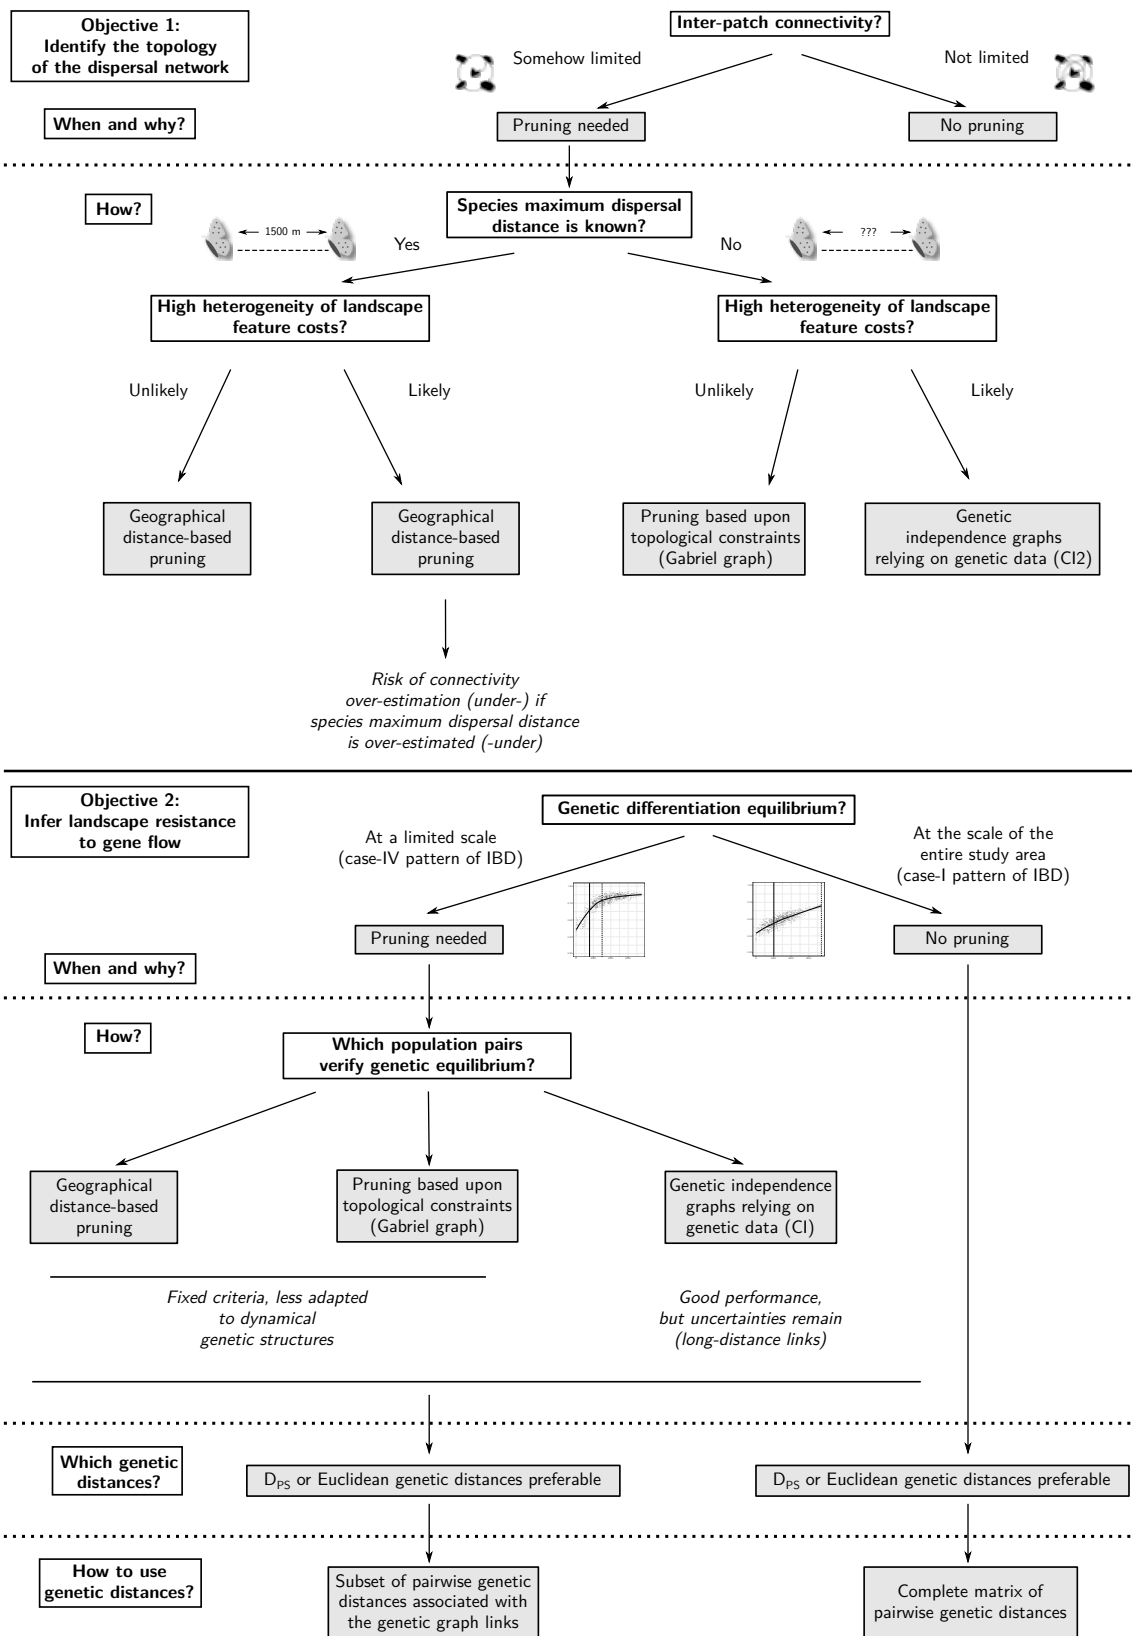 Objective 1:
Identify the topology
of the dispersal network
Inter-patch connectivity?
Somehow limited
Not limited
When and why?
Pruning needed
No pruning
How?
Species maximum dispersal
distance is known?
1500 m
Yes
No
???
High heterogeneity of landscape
feature costs?
High heterogeneity of landscape
feature costs?
Unlikely
Likely
Unlikely
Likely
Geographical
distance-based
pruning
Geographical
distance-based
pruning
Pruning based upon
topological constraints
(Gabriel graph)
Genetic
independence graphs
relying on genetic data (CI2)
Risk of connectivity
over-estimation (under-) if
species maximum dispersal distance
is over-estimated (-under)
Objective 2:
Infer landscape resistance
to gene flow
Genetic differentiation equilibrium?
At a limited scale
(case-IV pattern of IBD)
At the scale of the
entire study area
(case-I pattern of IBD)
Pruning needed
No pruning
When and why?
How?
Which population pairs
verify genetic equilibrium?
Geographical
distance-based
pruning
Pruning based upon
topological constraints
(Gabriel graph)
Genetic independence
graphs relying on
genetic data (CI)
Fixed criteria, less adapted
to dynamical
genetic structures
Good performance,
but uncertainties remain
(long-distance links)
Which genetic
distances?
DPS or Euclidean genetic distances preferable
DPS or Euclidean genetic distances preferable
How to use
genetic distances?
Subset of pairwise genetic
distances associated with
the genetic graph links
Complete matrix of
pairwise genetic distances